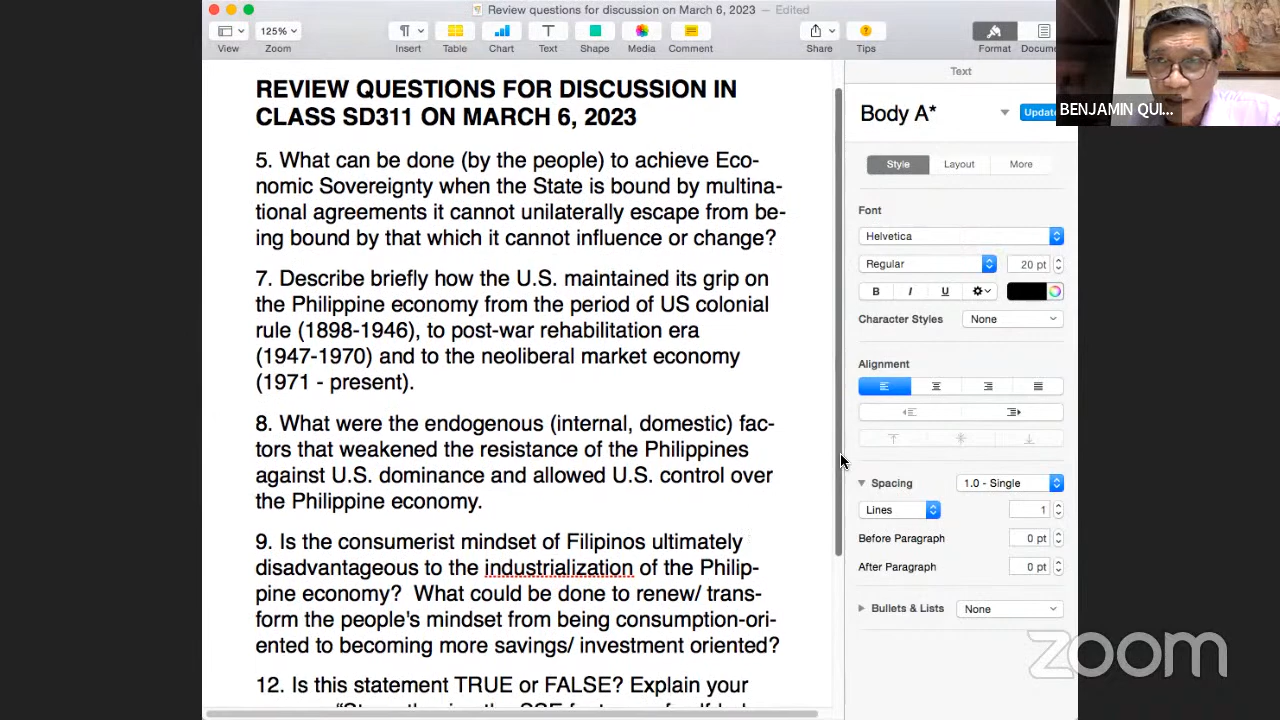 Review questions for discussion on March 6, 2023 — Edited
125%
View
Zoom
Insert
Table
Chart
Text
Shape
Media
Comment
Share
Tips
Format
REVIEW QUESTIONS FOR DISCUSSION IN
CLASS SD311 ON MARCH 6, 2023
5. What can be done (by the people) to achieve Eco-
nomic Sovereignty when the State is bound by multina-
tional agreements it cannot unilaterally escape from be-
ing bound by that which it cannot influence or change?
7. Describe briefly how the U.S. maintained its grip on
the Philippne economy from the period of US colonial
rule (1898-1946), to post-war rehabilitation era
(1947-1970) and to the neoliberal market economy
(1971 - present).
8. What were the endogenous (internal, domestic) fac-
tors that weakened the resistance of the Philippines
against U.S. dominance and allowed U.S. control over
the Philippine economy.
9. Is the consumerist mindset of Filipinos ultimately
disadvantageous to the industrialization of the Philip-
pine economy? What could be done to renew/ trans-
form the people's mindset from being consumption-ori-
ented to becoming more savings/ investment oriented?
12. Is this statement TRUE or FALSE? Explain your
Text
Body A*
Update
Style
Layout
More
Font
Helvetica
Regular
20 pt
B I U
Character Styles
None
Alignment
Spacing
1.0 - Single
Lines
1
Before Paragraph
0 pt
After Paragraph
0 pt
Bullets & Lists
None
BENJAMIN QUI...
zoom